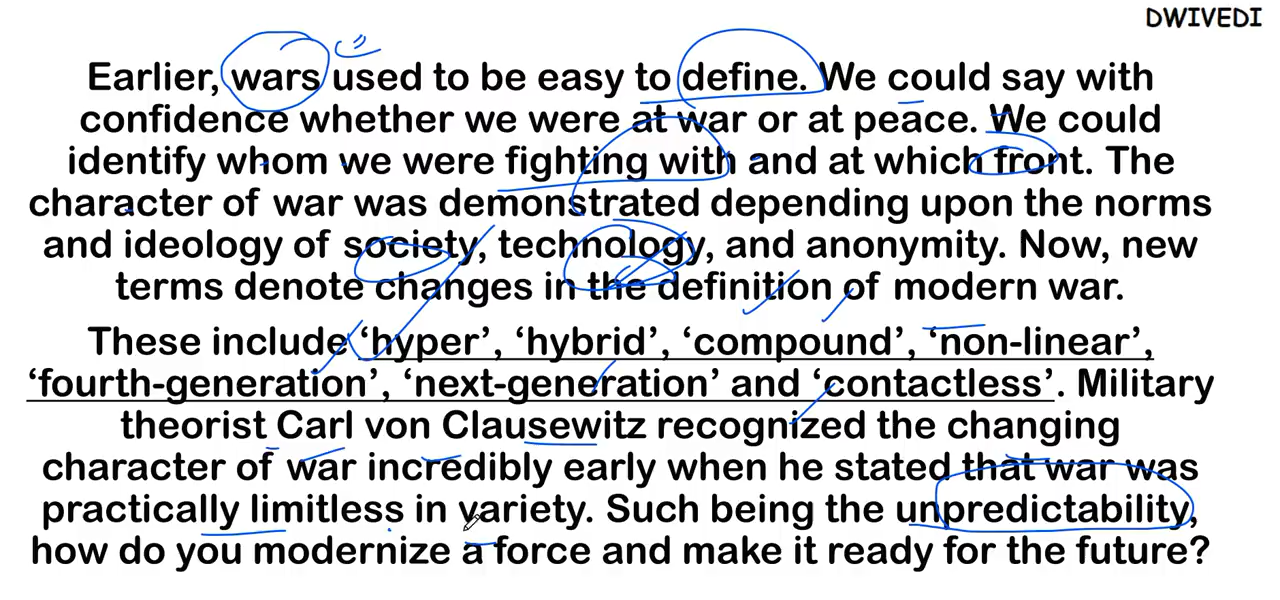 DWIVEDI
Earlier, wars used to be easy to define. We could say with
confidence whether we were at war or at peace. We could
identify whom we were fighting with and at which front. The
character of war was demonstrated depending upon the norms
and ideology of society, technology, and anonymity. Now, new
terms denote changes in the definition of modern war.
These include ‘hyper’, ‘hybrid’, ‘compound’, ‘non-linear’,
‘fourth-generation’, ‘next-generation’ and ‘contactless’. Military
theorist Carl von Clausewitz recognized the changing
character of war incredibly early when he stated that war was
practically limitless in variety. Such being the unpredictability,
how do you modernize a force and make it ready for the future?